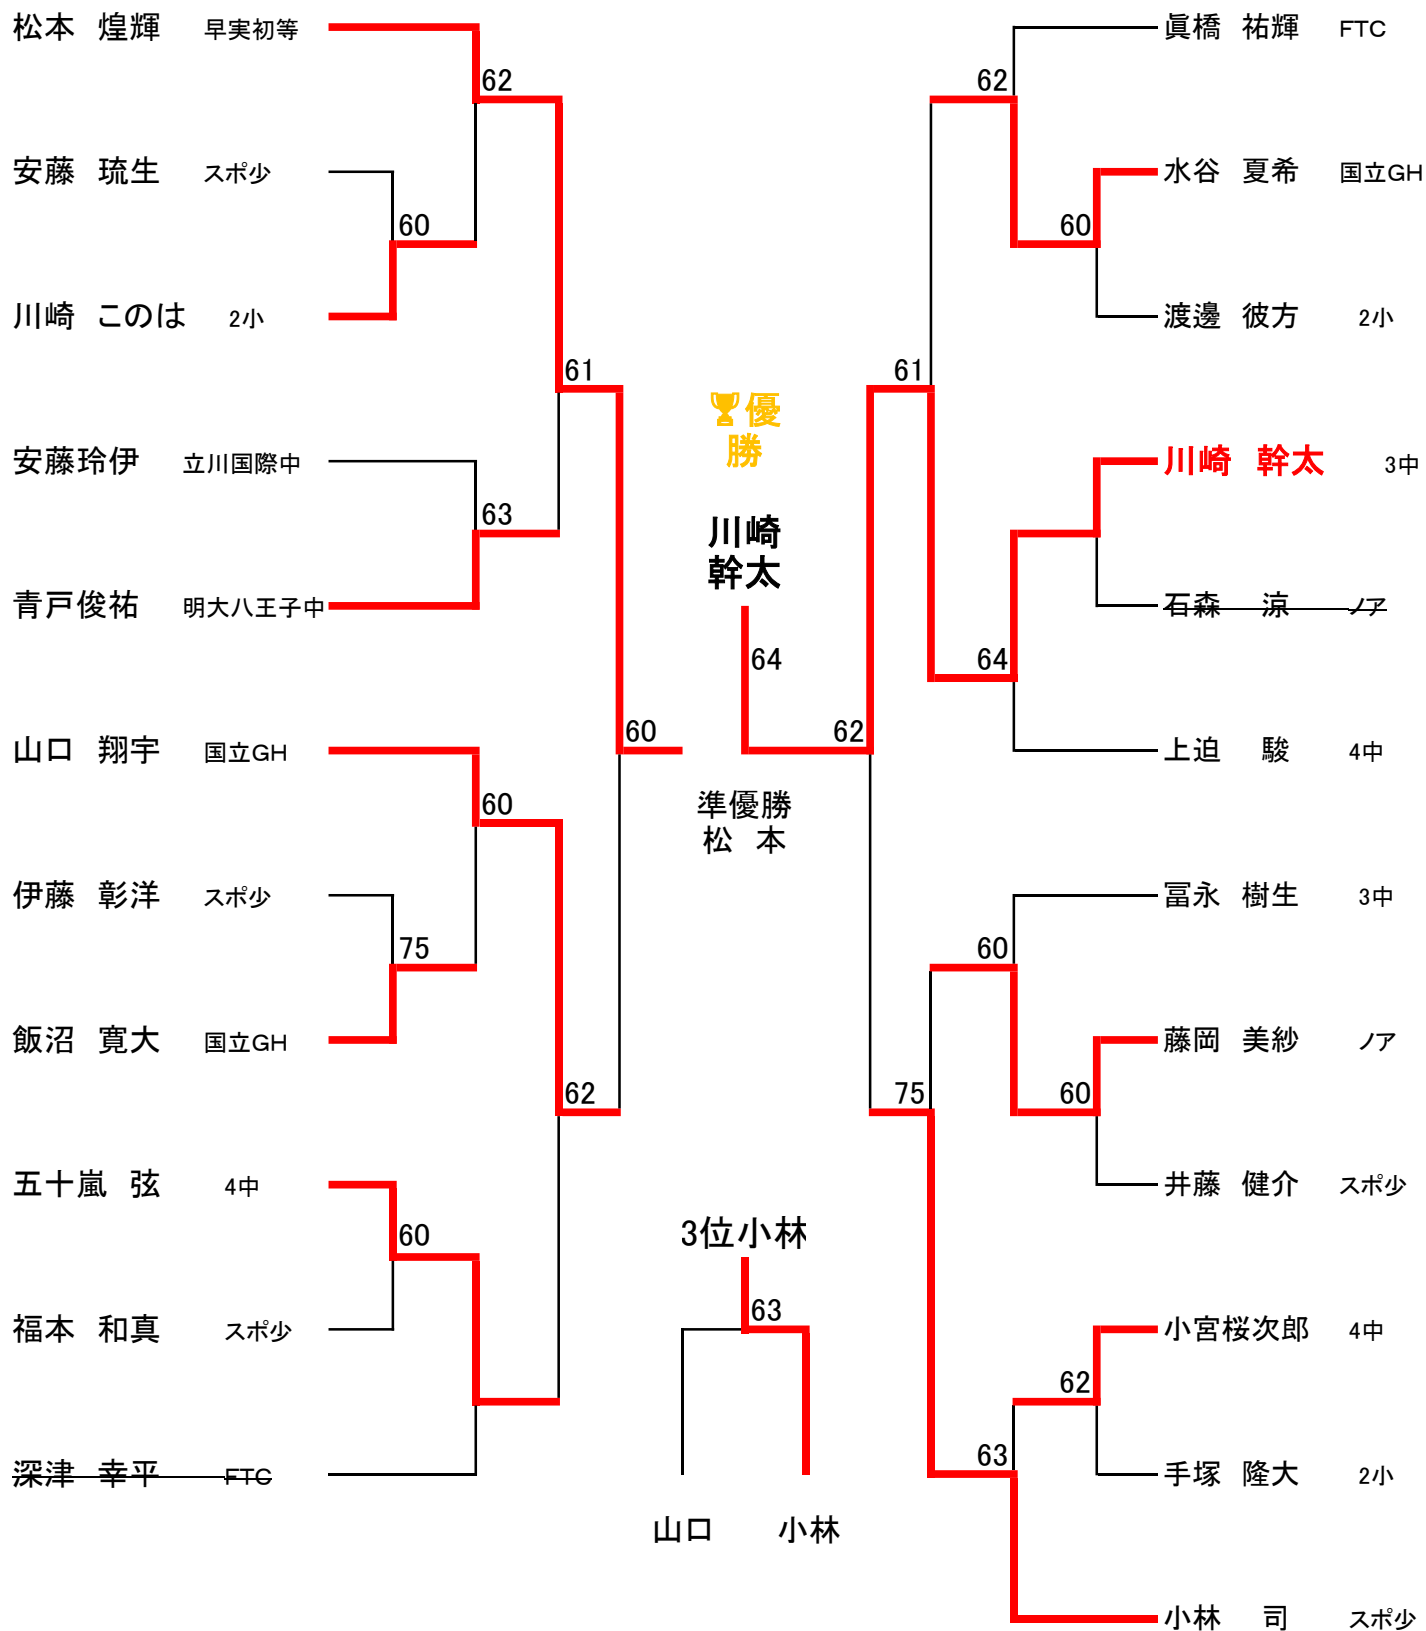 松本 煌輝 早実初等
62
安藤 琉生 スポ少
60
川崎 このは 2小
61
安藤玲伊 立川国際中
63
青戸俊祐 明大八王子中
60
山口 翔宇 国立GH
60
伊藤 彰洋 スポ少
75
飯沼 寛大 国立GH
62
五十嵐 弦 4中
60
福本 和真 スポ少
深津 幸平 FTC
🏆優
勝
川崎
幹太
64
準優勝
松 本
3位小林
63
山口 小林
眞橋 祐輝 FTC
62
水谷 夏希 国立GH
60
渡邊 彼方 2小
61
川崎 幹太 3中
石森 涼 ノア
64
上迫 駿 4中
62
冨永 樹生 3中
60
藤岡 美紗 ノア
75
60
井藤 健介 スポ少
小宮桜次郎 4中
62
63
手塚 隆大 2小
小林 司 スポ少